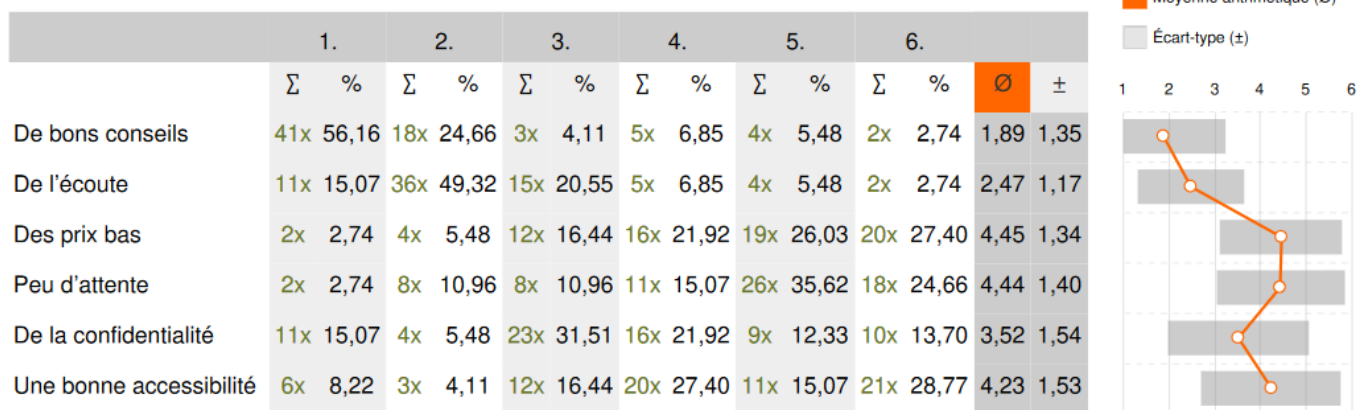 Moyenne arithmétique (Ø)
Écart-type (±)
1. 2. 3. 4. 5. 6.
Σ % Σ % Σ % Σ % Σ % Σ % Ø ±
1 2 3 4 5 6
De bons conseils 41x 56,16 18x 24,66 3x 4,11 5x 6,85 4x 5,48 2x 2,74 1,89 1,35
De l’écoute 11x 15,07 36x 49,32 15x 20,55 5x 6,85 4x 5,48 2x 2,74 2,47 1,17
Des prix bas 2x 2,74 4x 5,48 12x 16,44 16x 21,92 19x 26,03 20x 27,40 4,45 1,34
Peu d’attente 2x 2,74 8x 10,96 8x 10,96 11x 15,07 26x 35,62 18x 24,66 4,44 1,40
De la confidentialité 11x 15,07 4x 5,48 23x 31,51 16x 21,92 9x 12,33 10x 13,70 3,52 1,54
Une bonne accessibilité 6x 8,22 3x 4,11 12x 16,44 20x 27,40 11x 15,07 21x 28,77 4,23 1,53